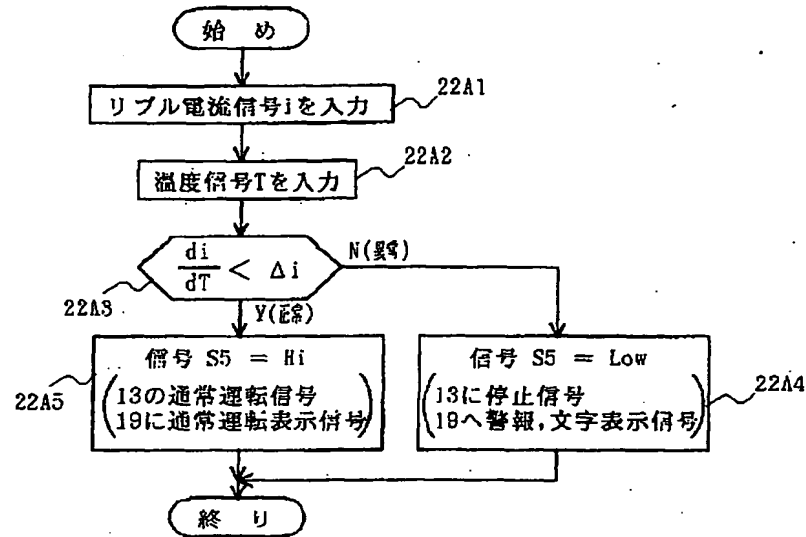 始 め
リプル電流信号iを入力
22A1
温度信号Tを入力
22A2
di
dT
< Δi
N(異常)
22A3
Y(正常)
信号 S5 = Hi
(13の通常運転信号
19に通常運転表示信号)
22A5
信号 S5 = Low
(13に停止信号
19へ警報,文字表示信号)
22A4
終 り